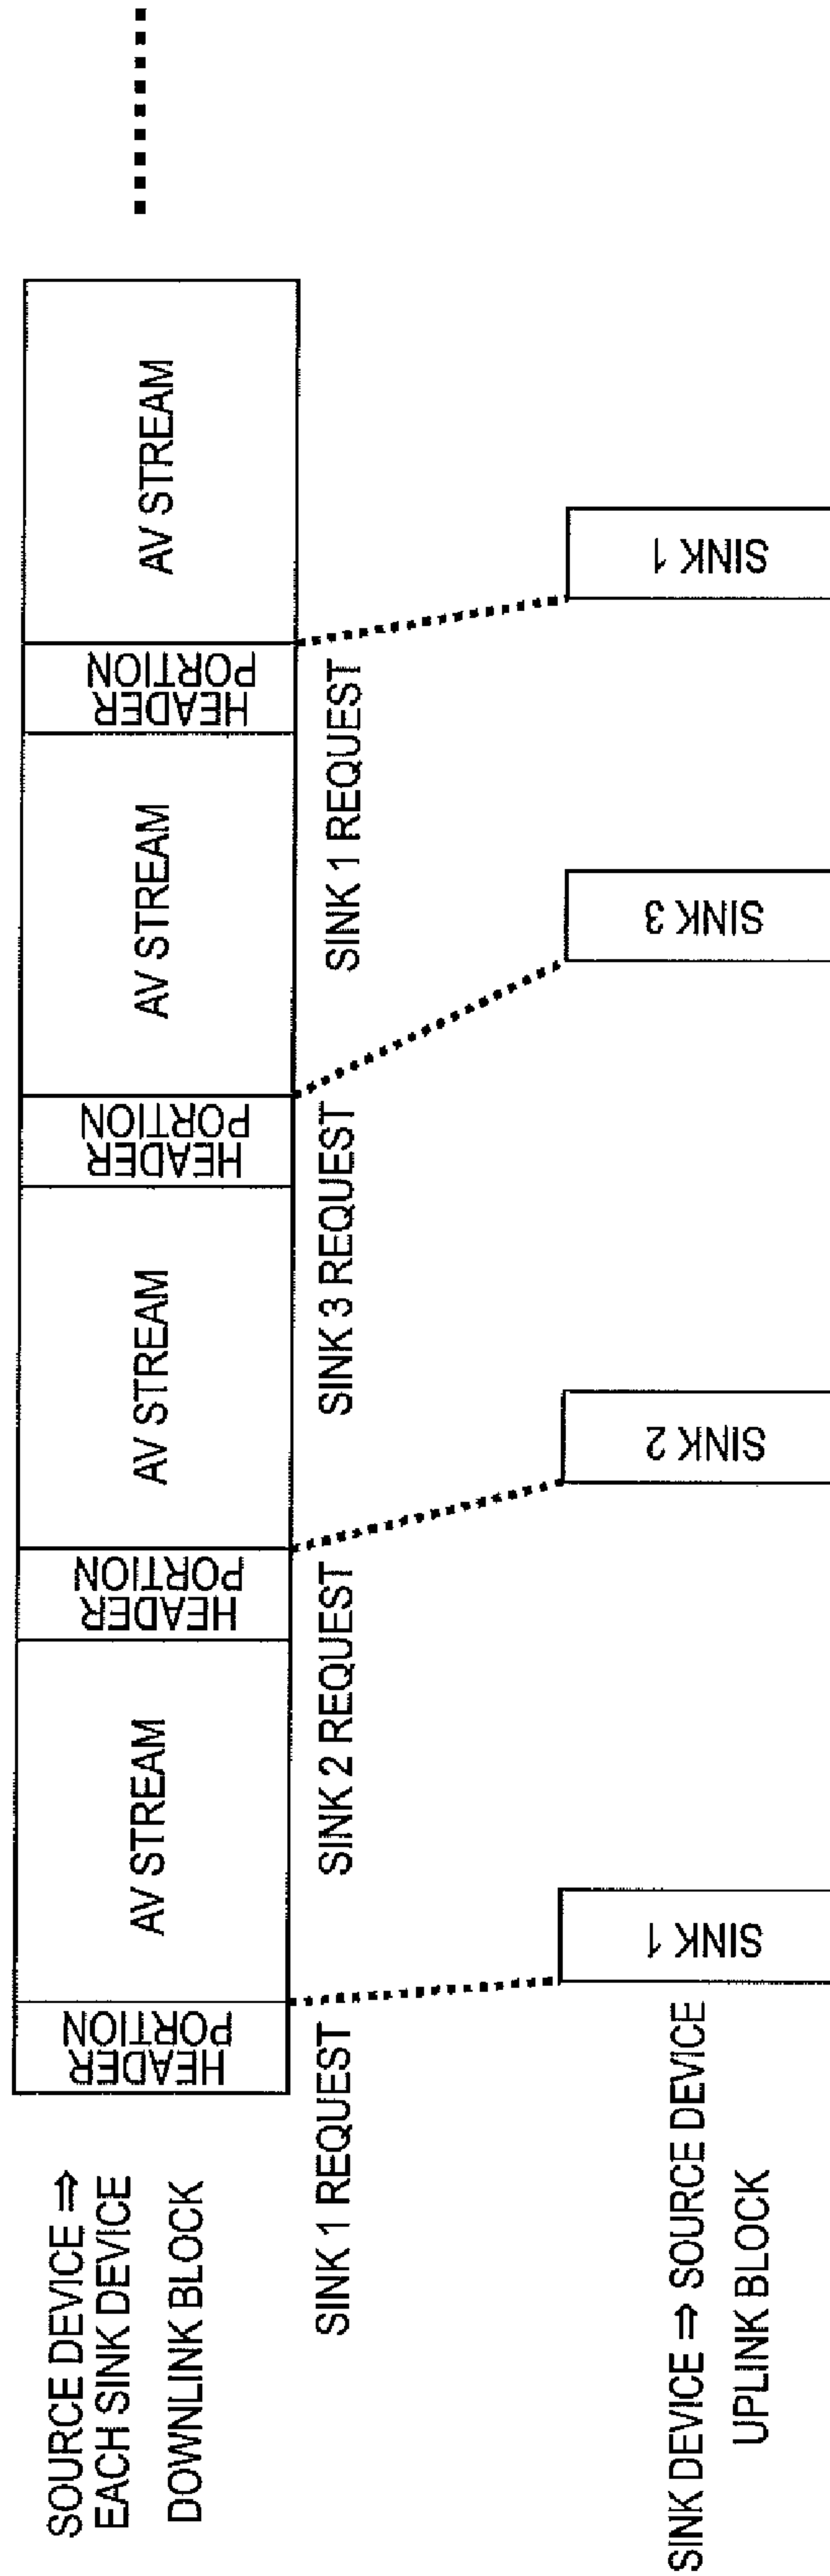 SOURCE DEVICE ⇒
EACH SINK DEVICE
DOWNLINK BLOCK
HEADER
PORTION
AV STREAM
HEADER
PORTION
AV STREAM
HEADER
PORTION
AV STREAM
HEADER
PORTION
AV STREAM
SINK 1 REQUEST
SINK 2 REQUEST
SINK 3 REQUEST
SINK 1 REQUEST
SINK DEVICE ⇒ SOURCE DEVICE
UPLINK BLOCK
SINK 1
SINK 2
SINK 3
SINK 1